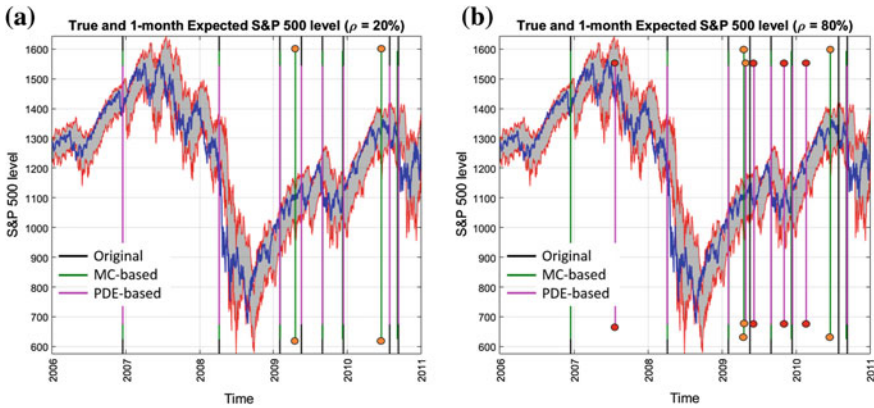 (a)
True and 1-month Expected S&P 500 level (ρ = 20%)
S&P 500 level
1600
1500
1400
1300
1200
1100
1000
900
800
700
600
Original
MC-based
PDE-based
2006
2007
2008
2009
2010
2011
Time
(b)
True and 1-month Expected S&P 500 level (ρ = 80%)
S&P 500 level
1600
1500
1400
1300
1200
1100
1000
900
800
700
600
Original
MC-based
PDE-based
2006
2007
2008
2009
2010
2011
Time